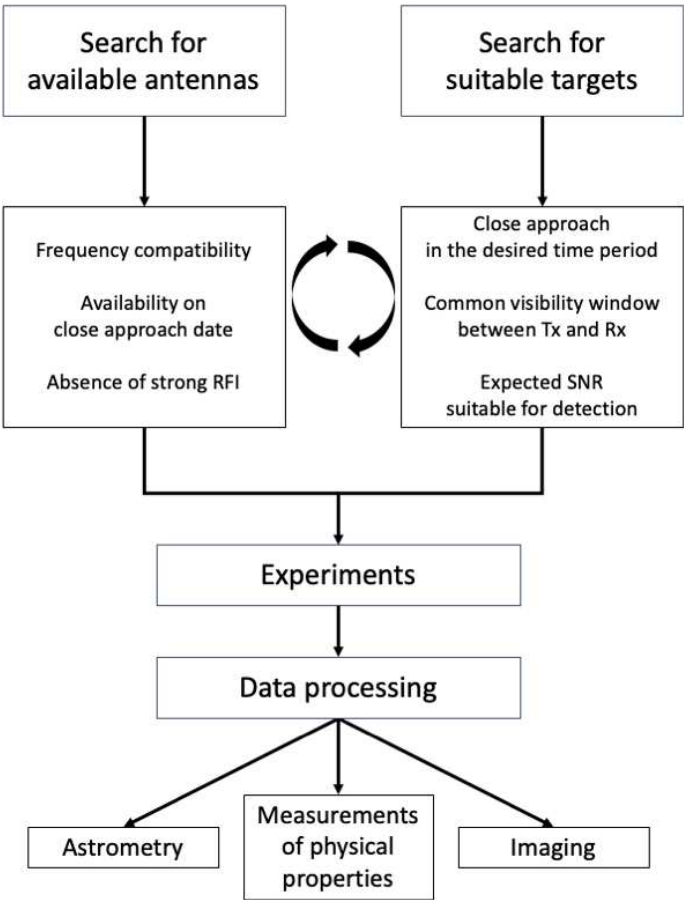 Search for
available antennas
Search for
suitable targets
Frequency compatibility
Availability on
close approach date
Absence of strong RFI
Close approach
in the desired time period
Common visibility window
between Tx and Rx
Expected SNR
suitable for detection
Experiments
Data processing
Astrometry
Measurements
of physical
properties
Imaging